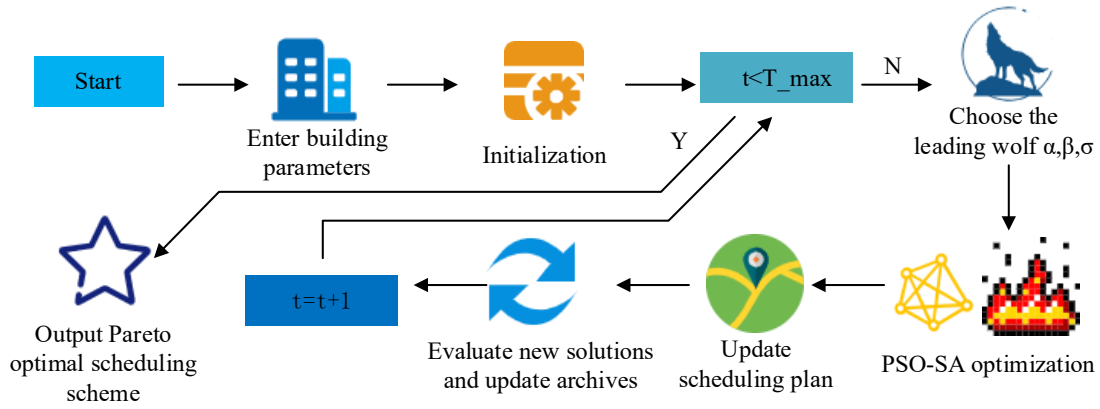 Start
Enter building
parameters
Initialization
t<T_max
N
Choose the
leading wolf α,β,σ
Y
PSO-SA optimization
Update
scheduling plan
Evaluate new solutions
and update archives
t=t+1
Output Pareto
optimal scheduling
scheme